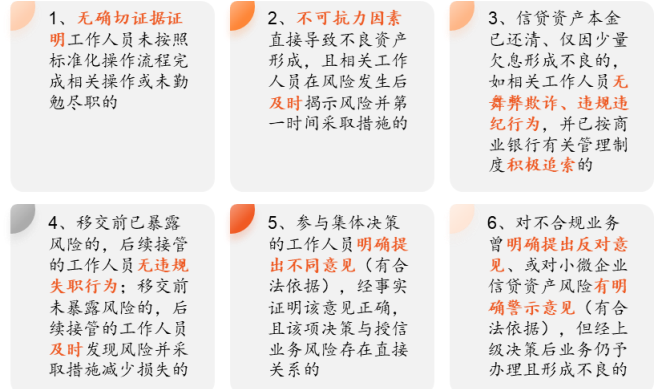 1、无确切证据证
明工作人员未按照
标准化操作流程完
成相关操作或未勤
勉尽职的
2、不可抗力因素
直接导致不良资产
形成，且相关工作
人员在风险发生后
及时揭示风险并第
一时间采取措施的
3、信贷资产本金
已还清、仅因少量
欠息形成不良的，
如相关工作人员无
舞弊欺诈、违规违
纪行为，并已按商
业银行有关管理制
度积极追索的
4、移交前已暴露
风险的，后续接管
的工作人员无违规
失职行为；移交前
未暴露风险的，后
续接管的工作人员
及时发现风险并采
取措施减少损失的
5、参与集体决策
的工作人员明确提
出不同意见（有合
法依据），经事实
证明该意见正确，
且该项决策与授信
业务风险存在直接
关系的
6、对不合规业务
曾明确提出反对意
见、或对小微企业
信贷资产风险有明
确警示意见（有合
法依据），但经上
级决策后业务仍予
办理且形成不良的